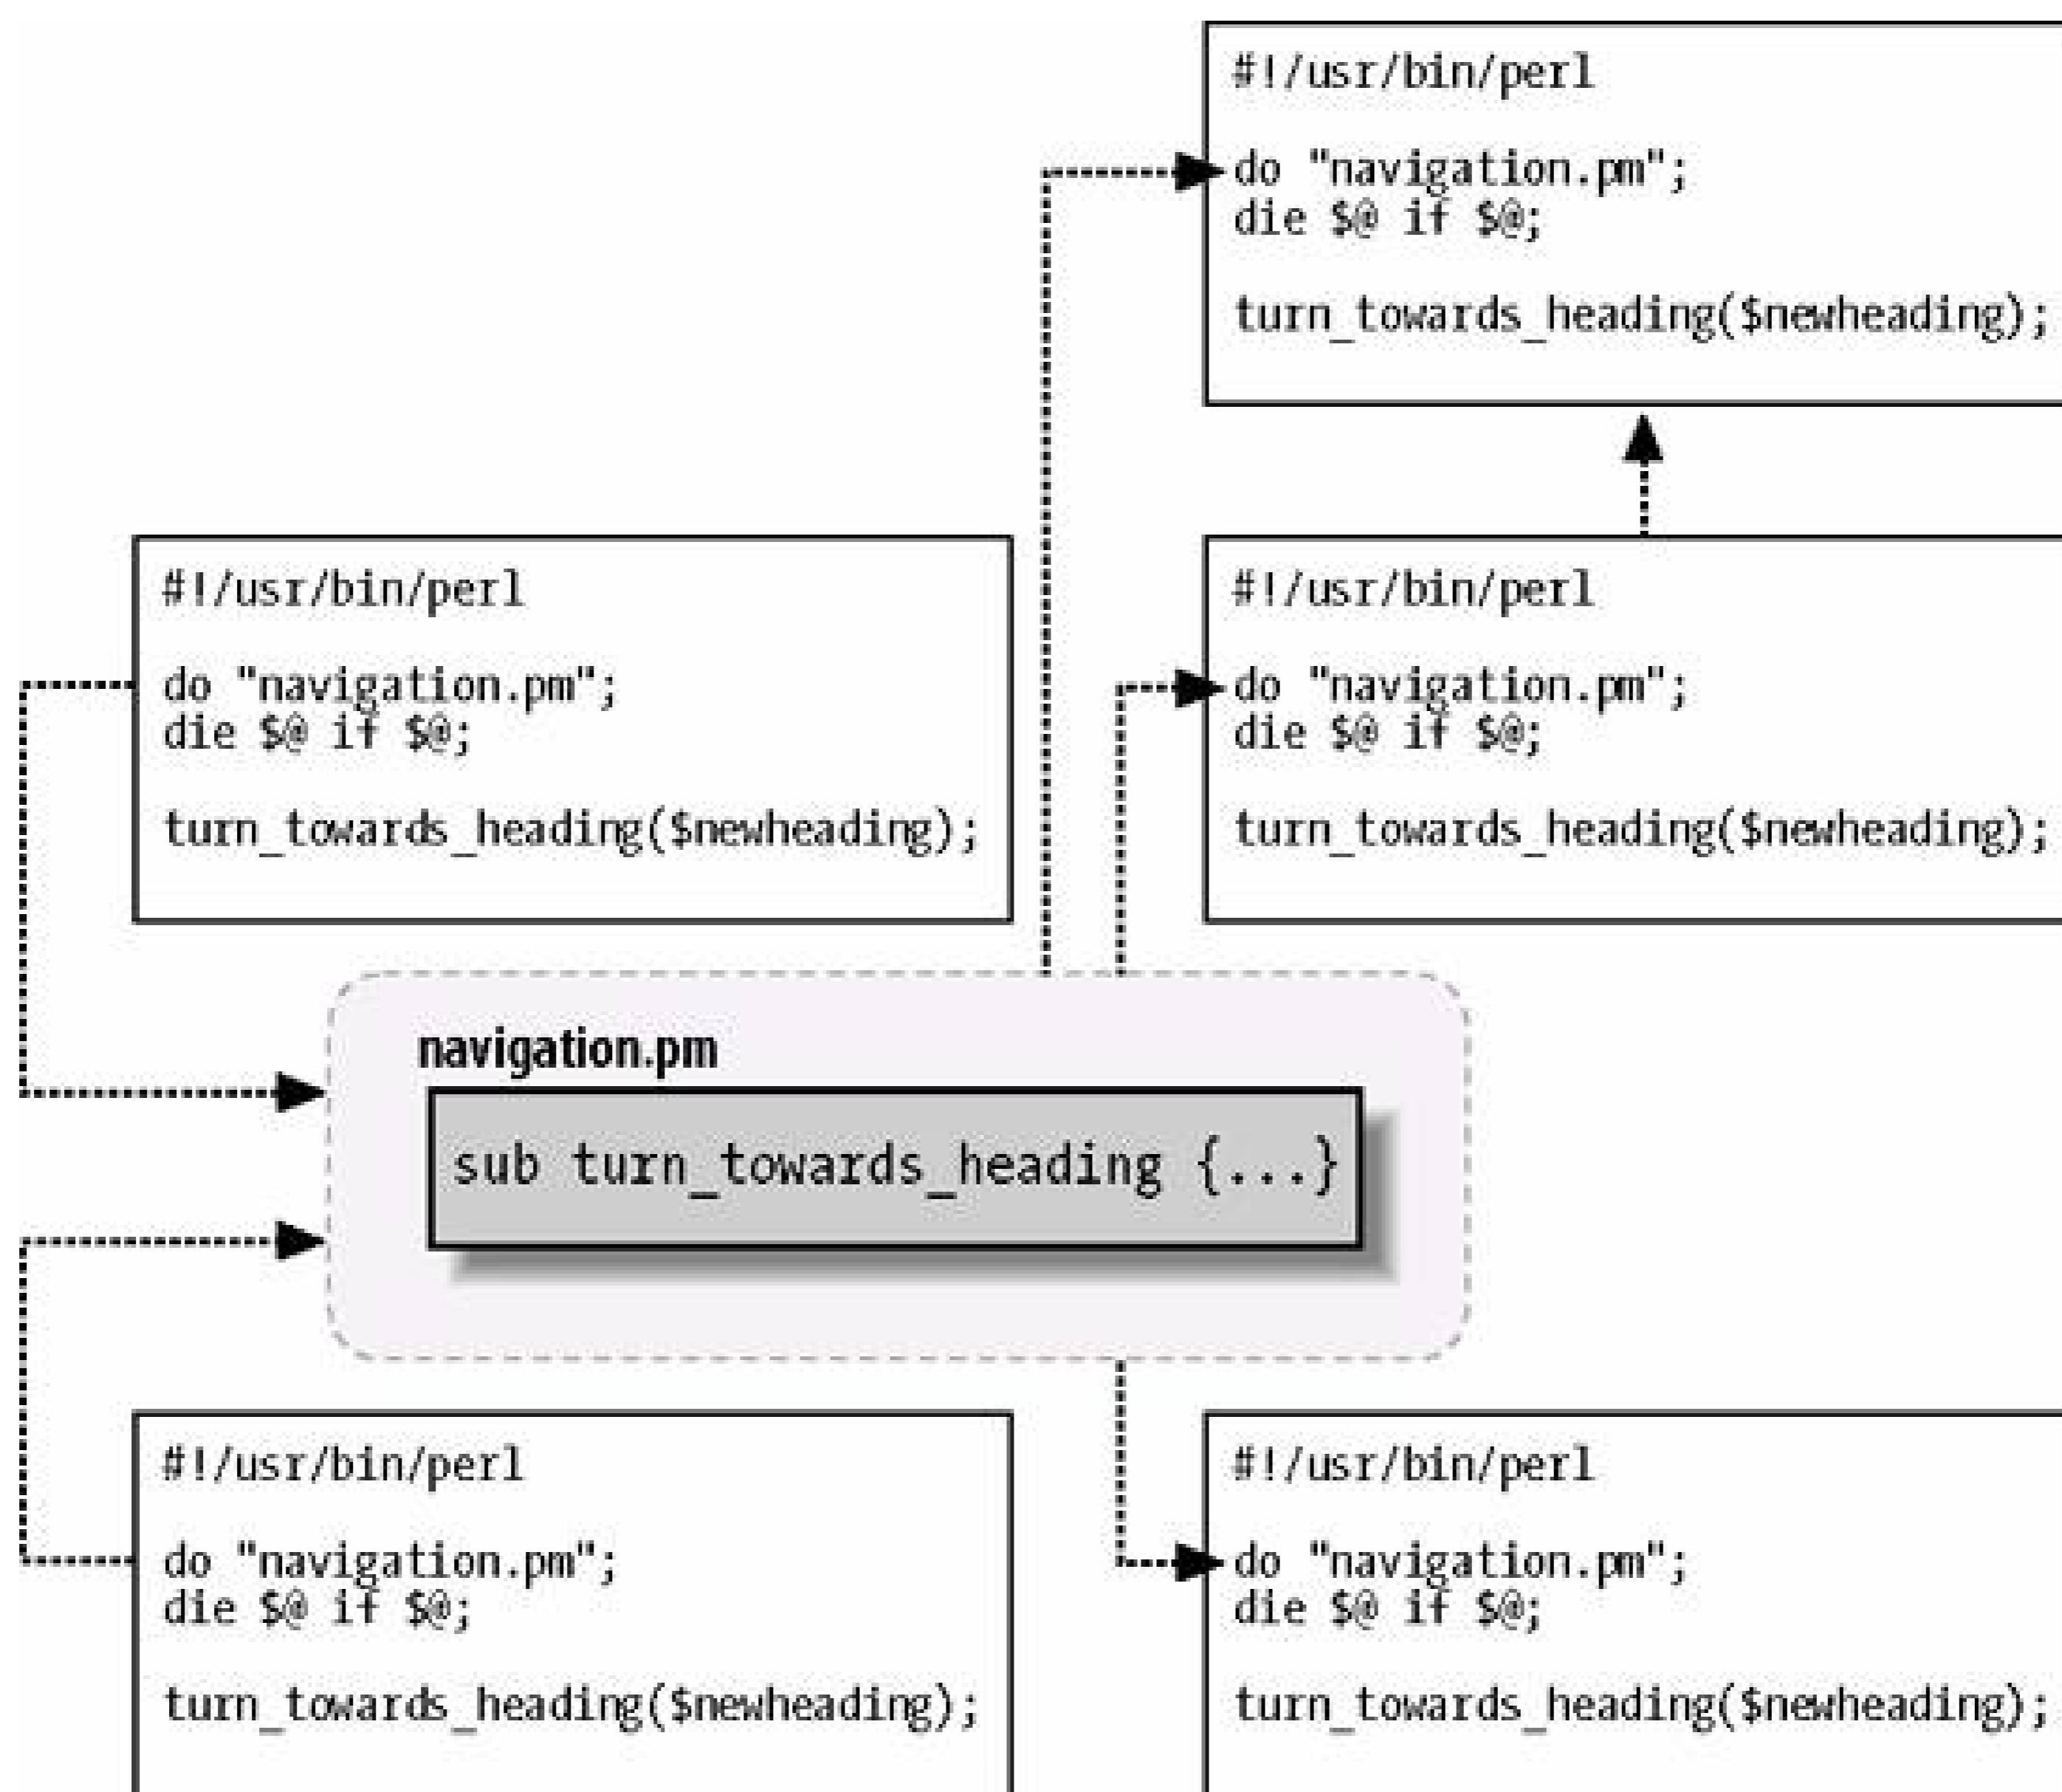 #!/usr/bin/perl
do "navigation.pm";
die $@ if $@;
turn_towards_heading($newheading);
#!/usr/bin/perl
do "navigation.pm";
die $@ if $@;
turn_towards_heading($newheading);
#!/usr/bin/perl
do "navigation.pm";
die $@ if $@;
turn_towards_heading($newheading);
navigation.pm
sub turn_towards_heading {...}
#!/usr/bin/perl
do "navigation.pm";
die $@ if $@;
turn_towards_heading($newheading);
#!/usr/bin/perl
do "navigation.pm";
die $@ if $@;
turn_towards_heading($newheading);